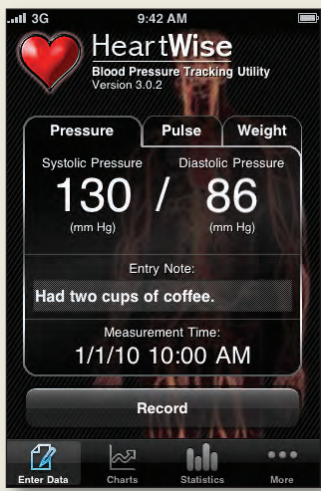 3G 9:42 AM
HeartWise
Blood Pressure Tracking Utility
Version 3.0.2
Pressure Pulse Weight
Systolic Pressure Diastolic Pressure
130 / 86
(mm Hg) (mm Hg)
Entry Note:
Had two cups of coffee.
Measurement Time:
1/1/10 10:00 AM
Record
Enter Data Charts Statistics More